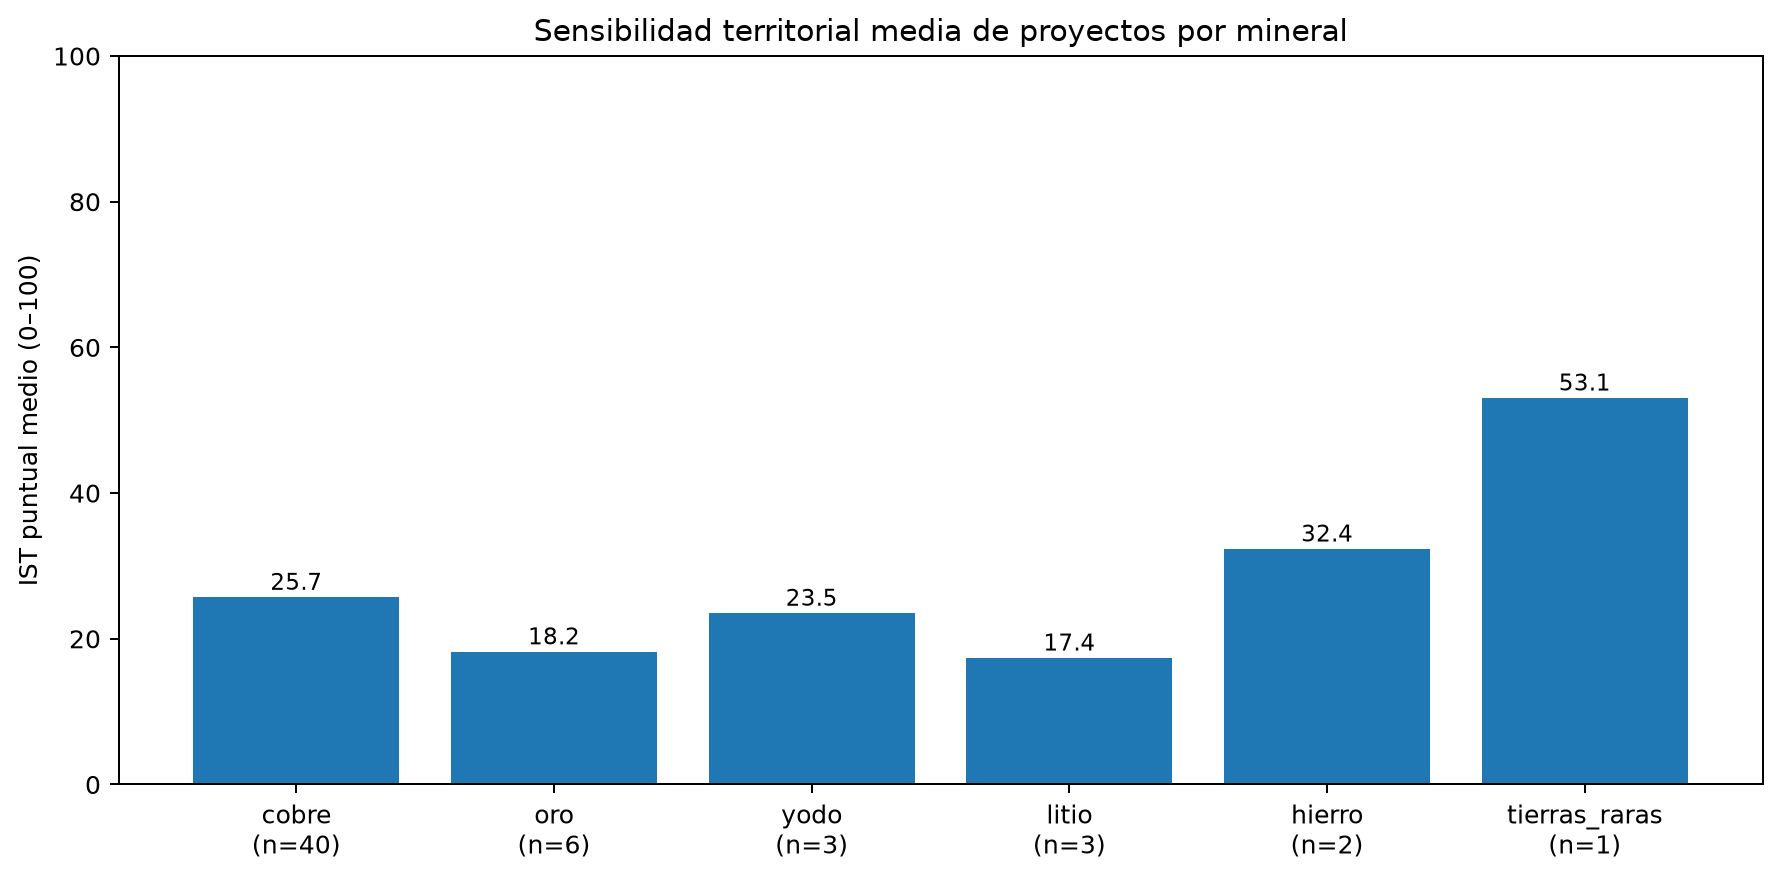 Sensibilidad territorial media de proyectos por mineral
IST puntual medio (0–100)
100
80
60
40
20
0
25.7
18.2
23.5
17.4
32.4
53.1
cobre
(n=40)
oro
(n=6)
yodo
(n=3)
litio
(n=3)
hierro
(n=2)
tierras_raras
(n=1)